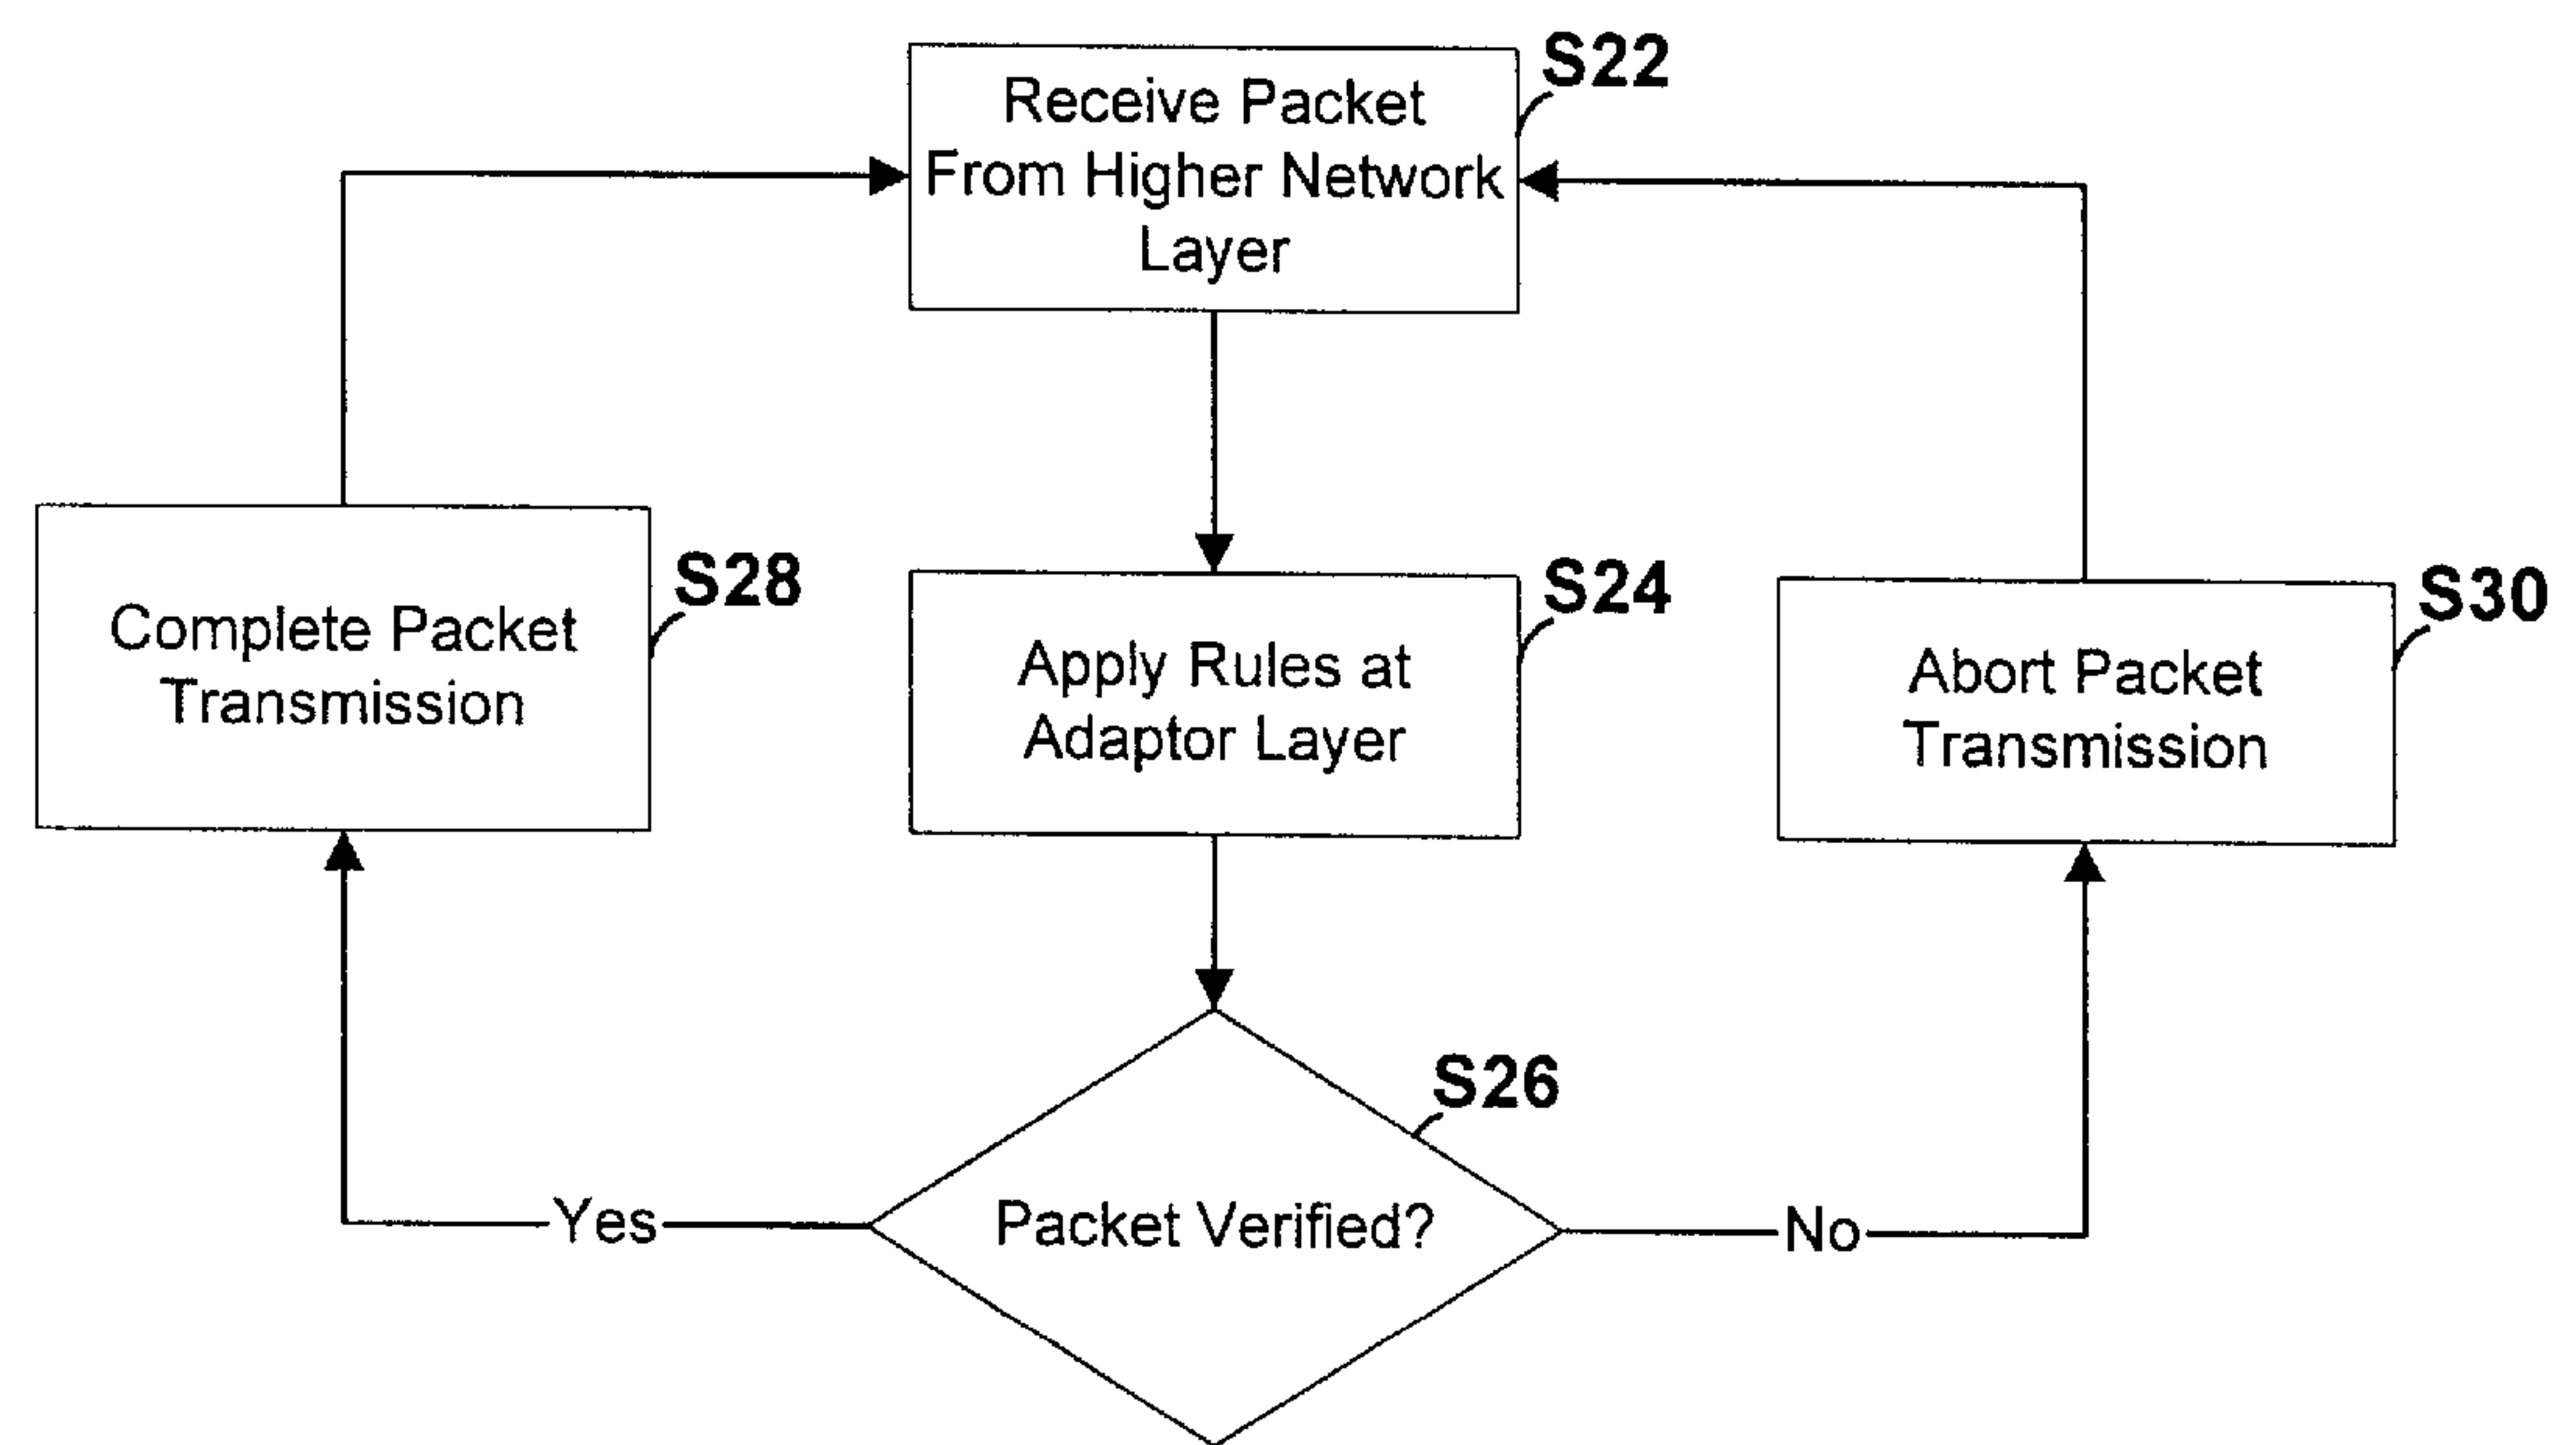 S22
Receive Packet
From Higher Network
Layer
S28
Complete Packet
Transmission
S24
Apply Rules at
Adaptor Layer
S30
Abort Packet
Transmission
S26
Packet Verified?
Yes
No